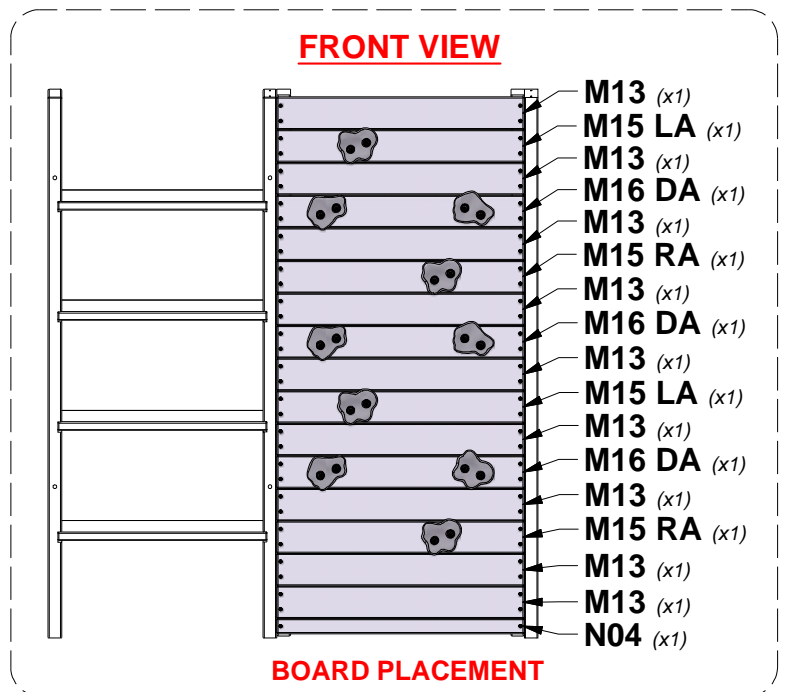 FRONT VIEW
M13 (x1)
M15 LA (x1)
M13 (x1)
M16 DA (x1)
M13 (x1)
M15 RA (x1)
M13 (x1)
M16 DA (x1)
M13 (x1)
M15 LA (x1)
M13 (x1)
M16 DA (x1)
M13 (x1)
M15 RA (x1)
M13 (x1)
M13 (x1)
N04 (x1)
BOARD PLACEMENT